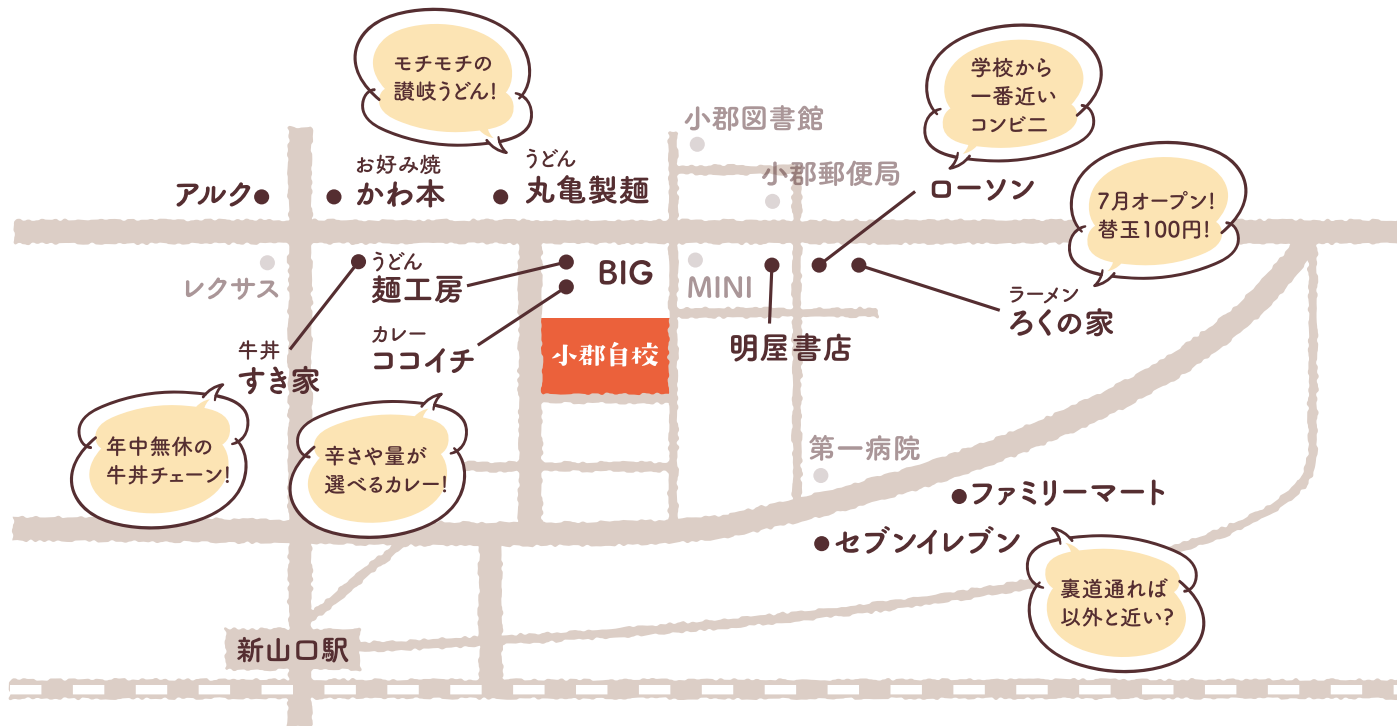 モチモチの
讃岐うどん!
学校から
一番近い
コンビニ
小郡図書館
お好み焼
かわ本
うどん
丸亀製麺
アルク
小郡郵便局
ローソン
7月オープン!
替玉100円!
レクサス
うどん
麺工房
BIG
MINI
ラーメン
ろくの家
カレー
ココイチ
小郡自校
明屋書店
牛丼
すき家
年中無休の
牛丼チェーン!
辛さや量が
選べるカレー!
第一病院
ファミリーマート
セブンイレブン
裏道通れば
以外と近い?
新山口駅